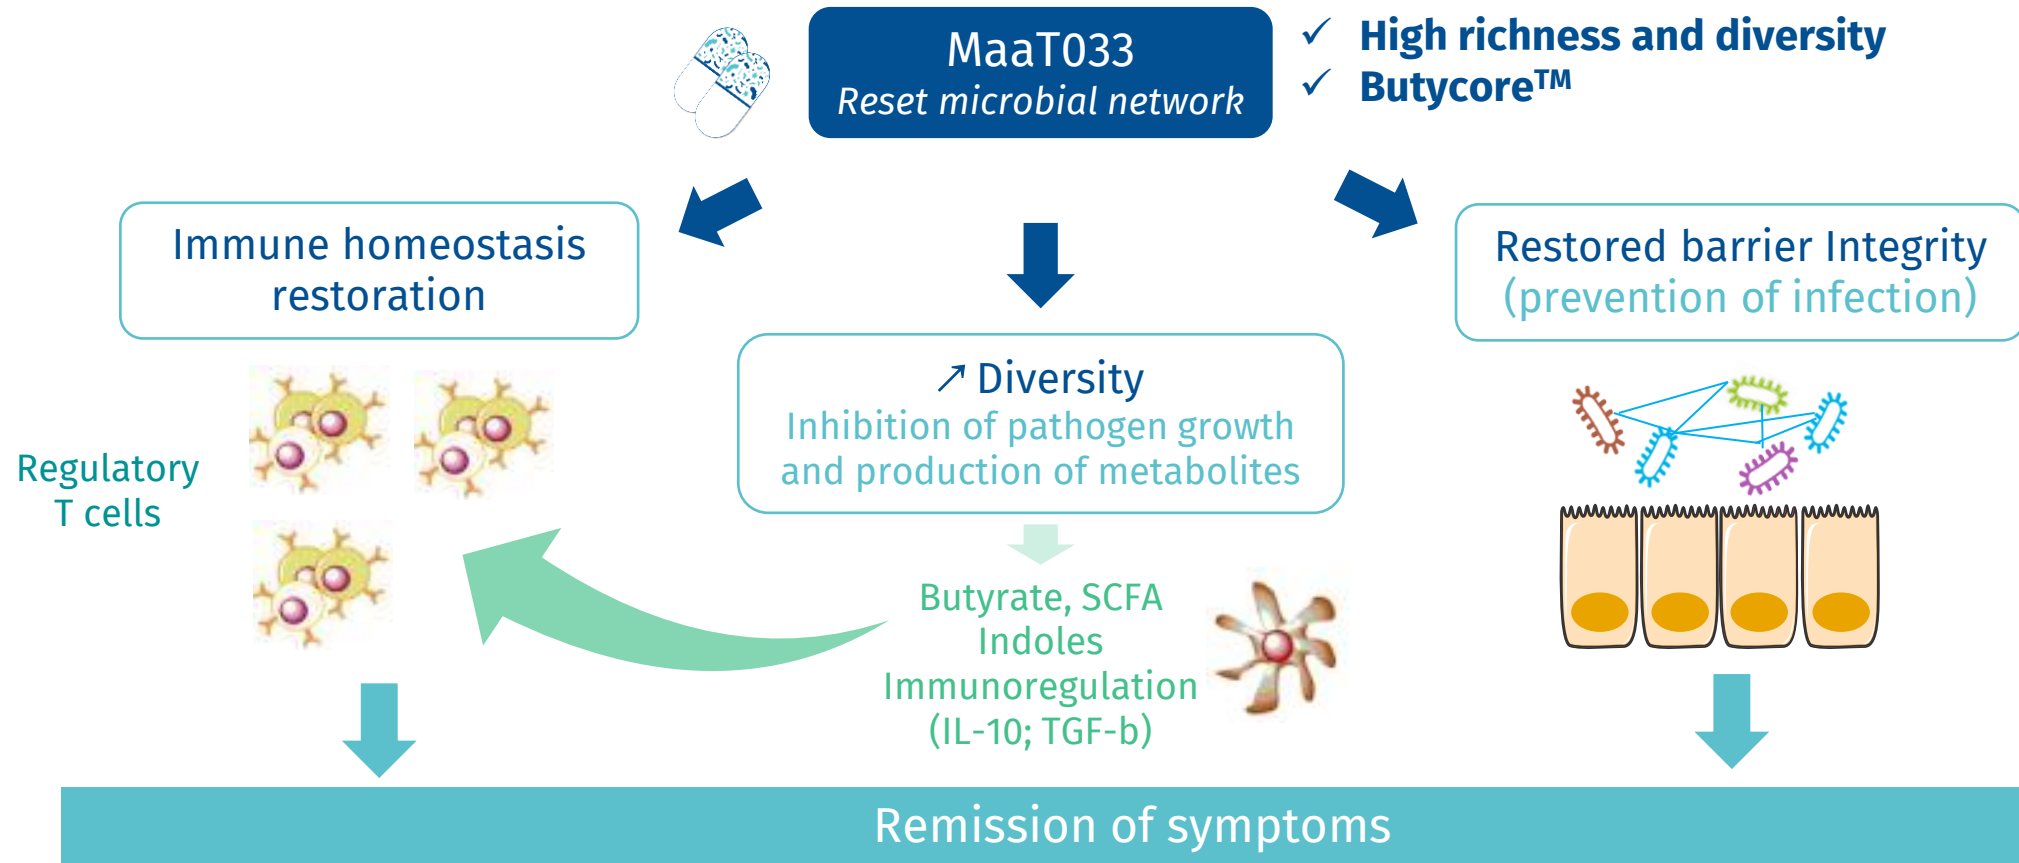 MaaT033
Reset microbial network
✓ High richness and diversity
✓ Butycore™
Immune homeostasis
restoration
↗ Diversity
Inhibition of pathogen growth
and production of metabolites
Restored barrier Integrity
(prevention of infection)
Regulatory
T cells
Butyrate, SCFA
Indoles
Immunoregulation
(IL-10; TGF-b)
Remission of symptoms